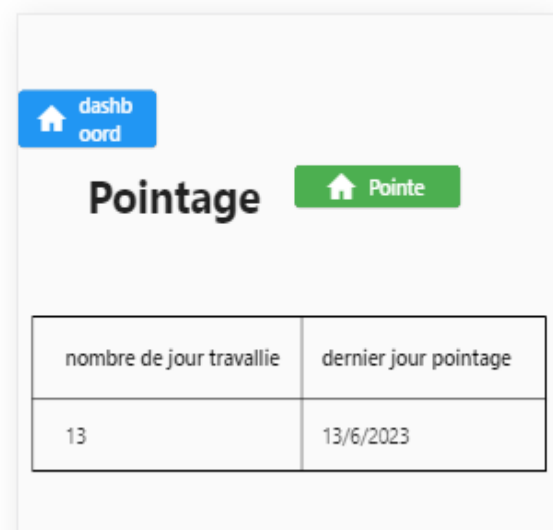 dashb
oord
Pointage
Pointe
nombre de jour travallie dernier jour pointage
13 13/6/2023